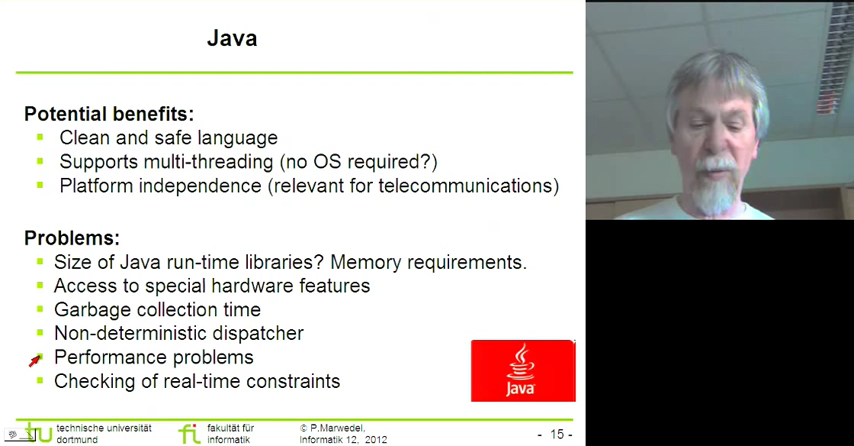 Java
Potential benefits:
Clean and safe language
Supports multi-threading (no OS required?)
Platform independence (relevant for telecommunications)
Problems:
Size of Java run-time libraries? Memory requirements.
Access to special hardware features
Garbage collection time
Non-deterministic dispatcher
Performance problems
Checking of real-time constraints
Java
tu technische universität
dortmund
fi fakultät für
informatik
© P.Marwedel,
Informatik 12, 2012
- 15 -